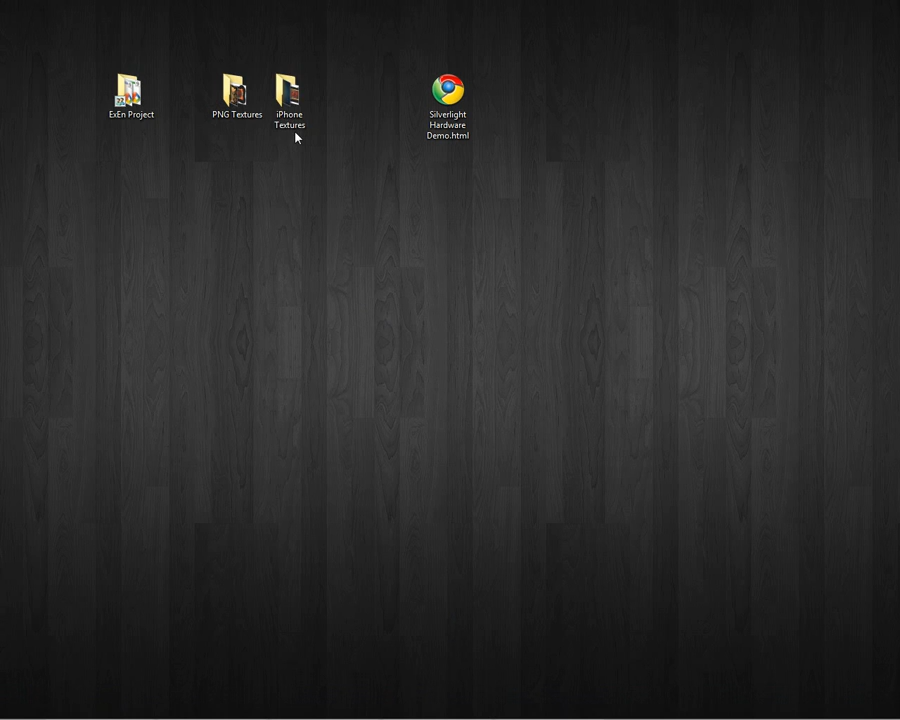 ExEn Project
PNG Textures
iPhone
Textures
Silverlight
Hardware
Demo.html